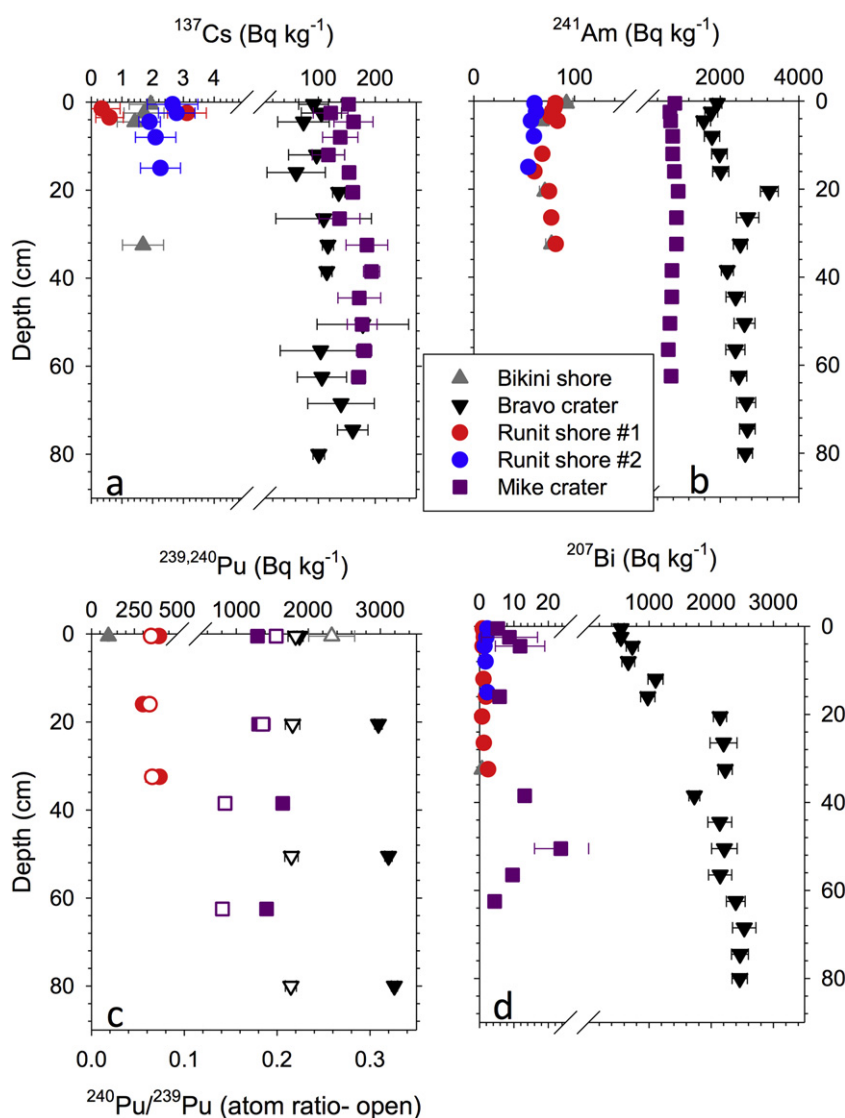 ¹³⁷Cs (Bq kg⁻¹)
0 1 2 3 4 100 200
Depth (cm)
0
20
40
60
80
a
²⁴¹Am (Bq kg⁻¹)
0 100 2000 4000
0
20
40
60
80
b
Bikini shore
Bravo crater
Runit shore #1
Runit shore #2
Mike crater
²³⁹,²⁴⁰Pu (Bq kg⁻¹)
0 250 500 1000 2000 3000
Depth (cm)
0
20
40
60
80
c
0.0 0.1 0.2 0.3
²⁴⁰Pu/²³⁹Pu (atom ratio- open)
²⁰⁷Bi (Bq kg⁻¹)
0 10 20 1000 2000 3000
0
20
40
60
80
d